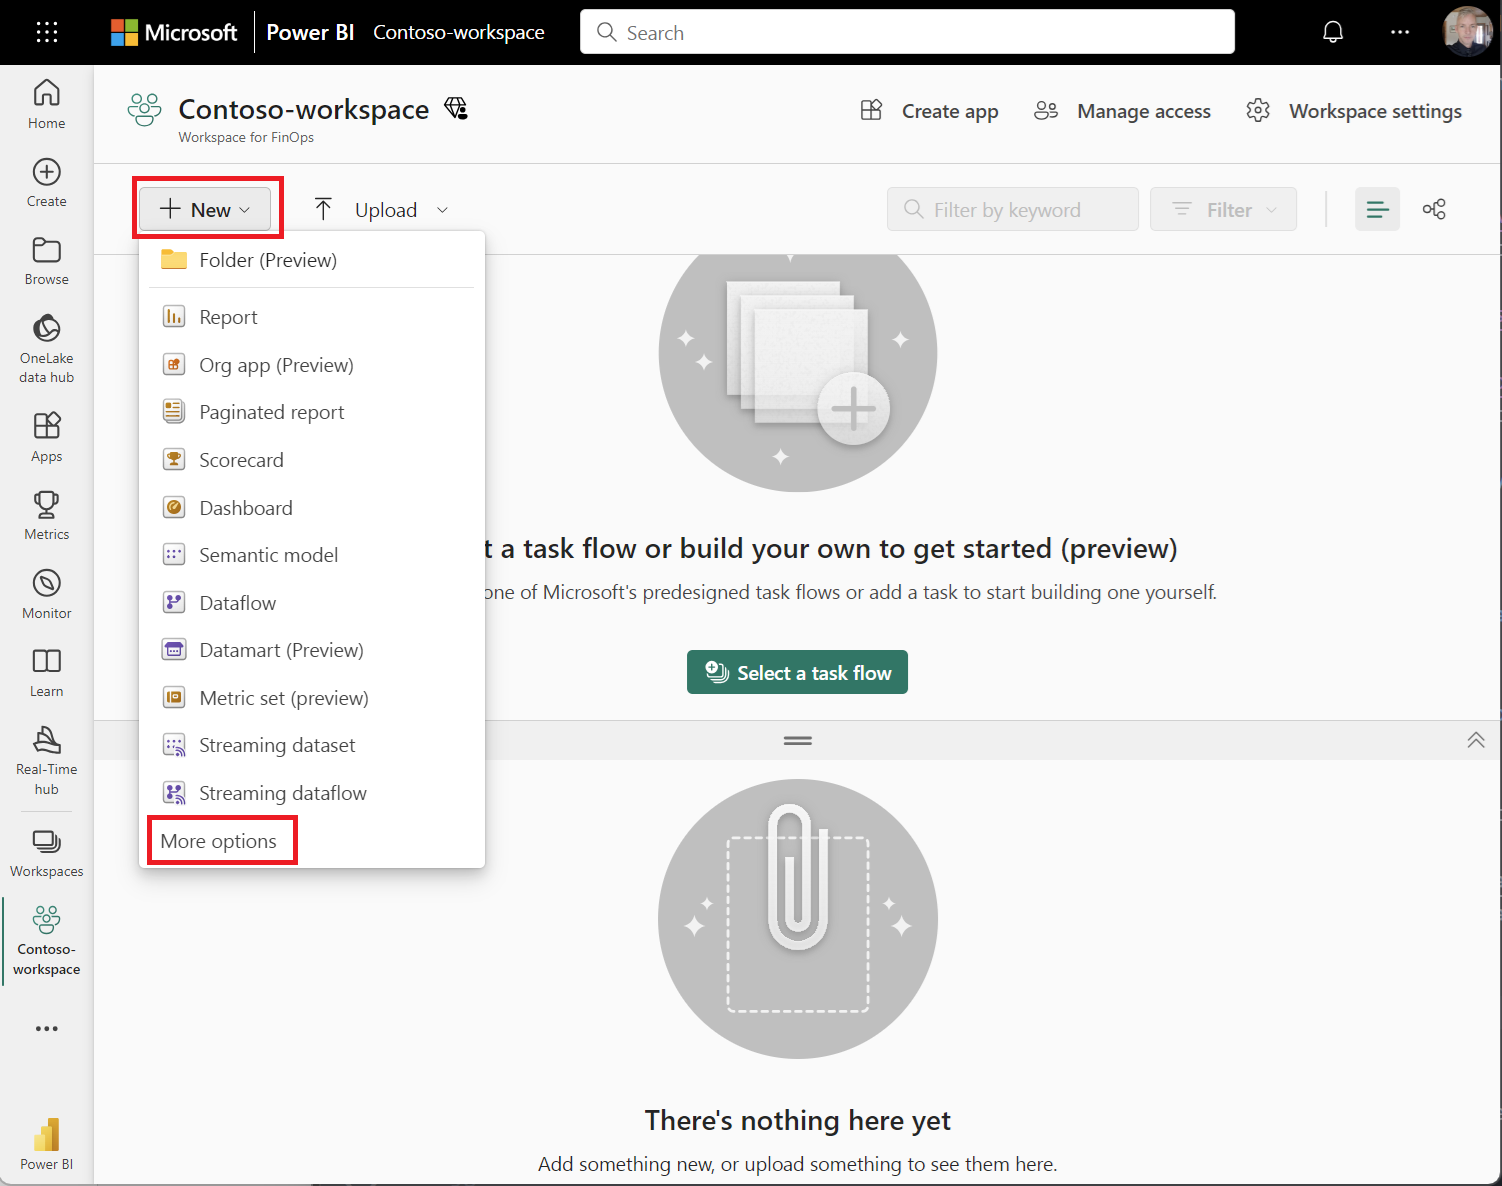 Microsoft Power BI Contoso-workspace Search
Home
Create
Browse
OneLake
data hub
Apps
Metrics
Monitor
Learn
Real-Time
hub
Workspaces
Contoso-
workspace
Power BI
Contoso-workspace
Workspace for FinOps
Create app Manage access Workspace settings
New Upload Filter by keyword Filter
Folder (Preview)
Report
Org app (Preview)
Paginated report
Scorecard
Dashboard
Semantic model
Dataflow
Datamart (Preview)
Metric set (preview)
Streaming dataset
Streaming dataflow
More options
t a task flow or build your own to get started (preview)
one of Microsoft's predesigned task flows or add a task to start building one yourself.
Select a task flow
There's nothing here yet
Add something new, or upload something to see them here.